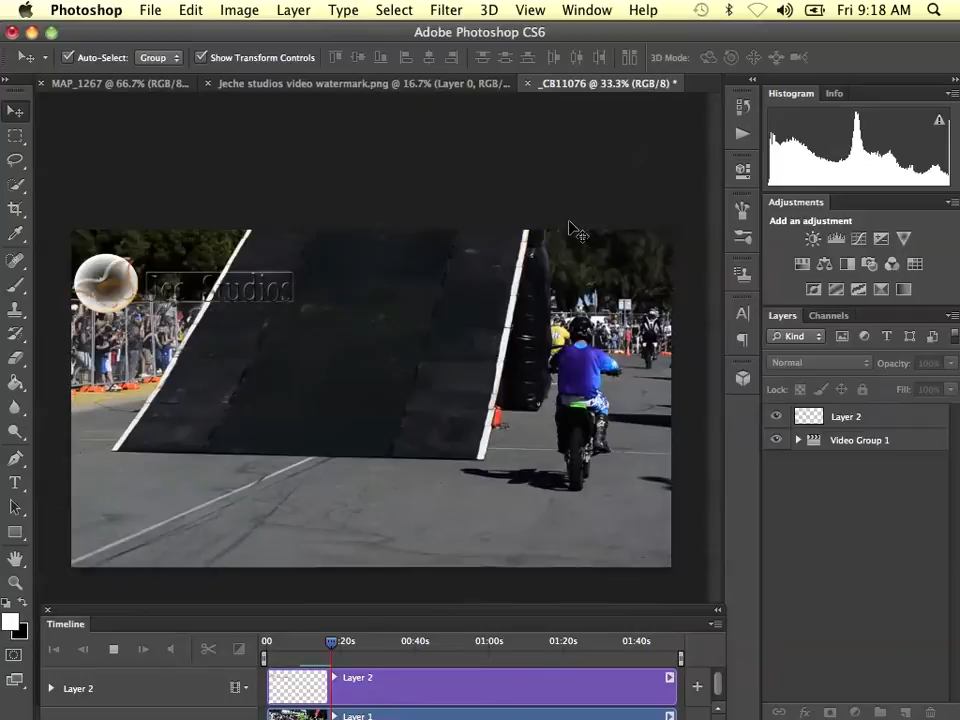 Photoshop File Edit Image Layer Type Select Filter 3D View Window Help Fri 9:18 AM
Adobe Photoshop CS6
Auto-Select: Group Show Transform Controls 3D Mode:
MAP_1267 @ 66.7% (RGB/8... Jeche studios video watermark.png @ 16.7% (Layer 0, RGB/... _CB11076 @ 33.3% (RGB/8) *
Histogram Info
Adjustments
Add an adjustment
Studios
Layers Channels
Kind
Normal Opacity: 100%
Lock: Fill: 100%
Layer 2
Video Group 1
Timeline
00 :20s 00:40s 01:00s 01:20s 01:40s
Layer 2
Layer 2
Layer 1